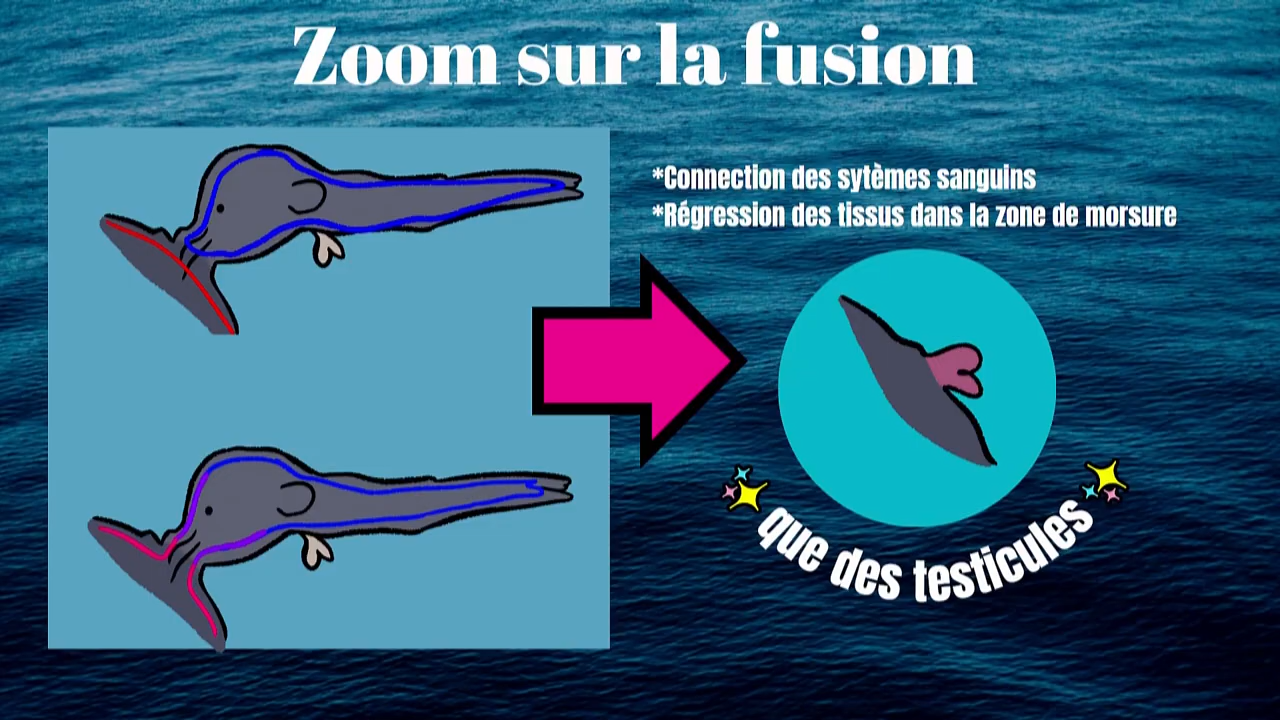 Zoom sur la fusion
*Connection des sytèmes sanguins
*Régression des tissus dans la zone de morsure
que des testicules